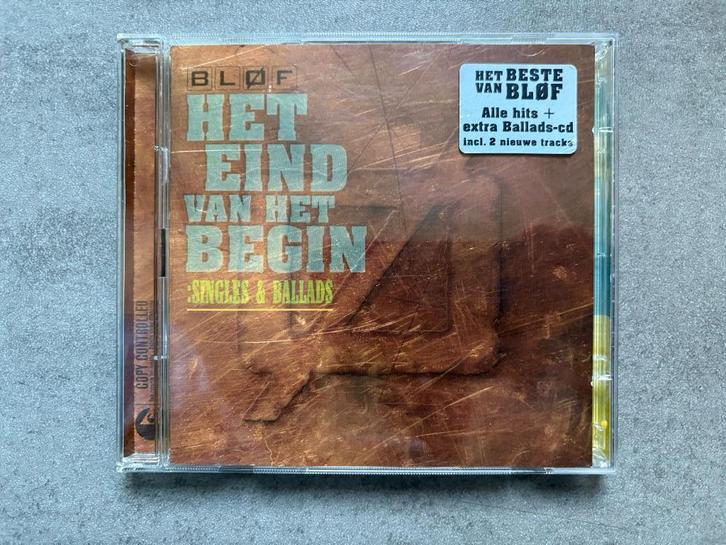 BLØF
HET
EIND
VAN HET
BEGIN
:SINGLES & BALLADS
HET BESTE
VAN BLØF
Alle hits +
extra Ballads-cd
incl. 2 nieuwe tracks
COPY CONTROLLED